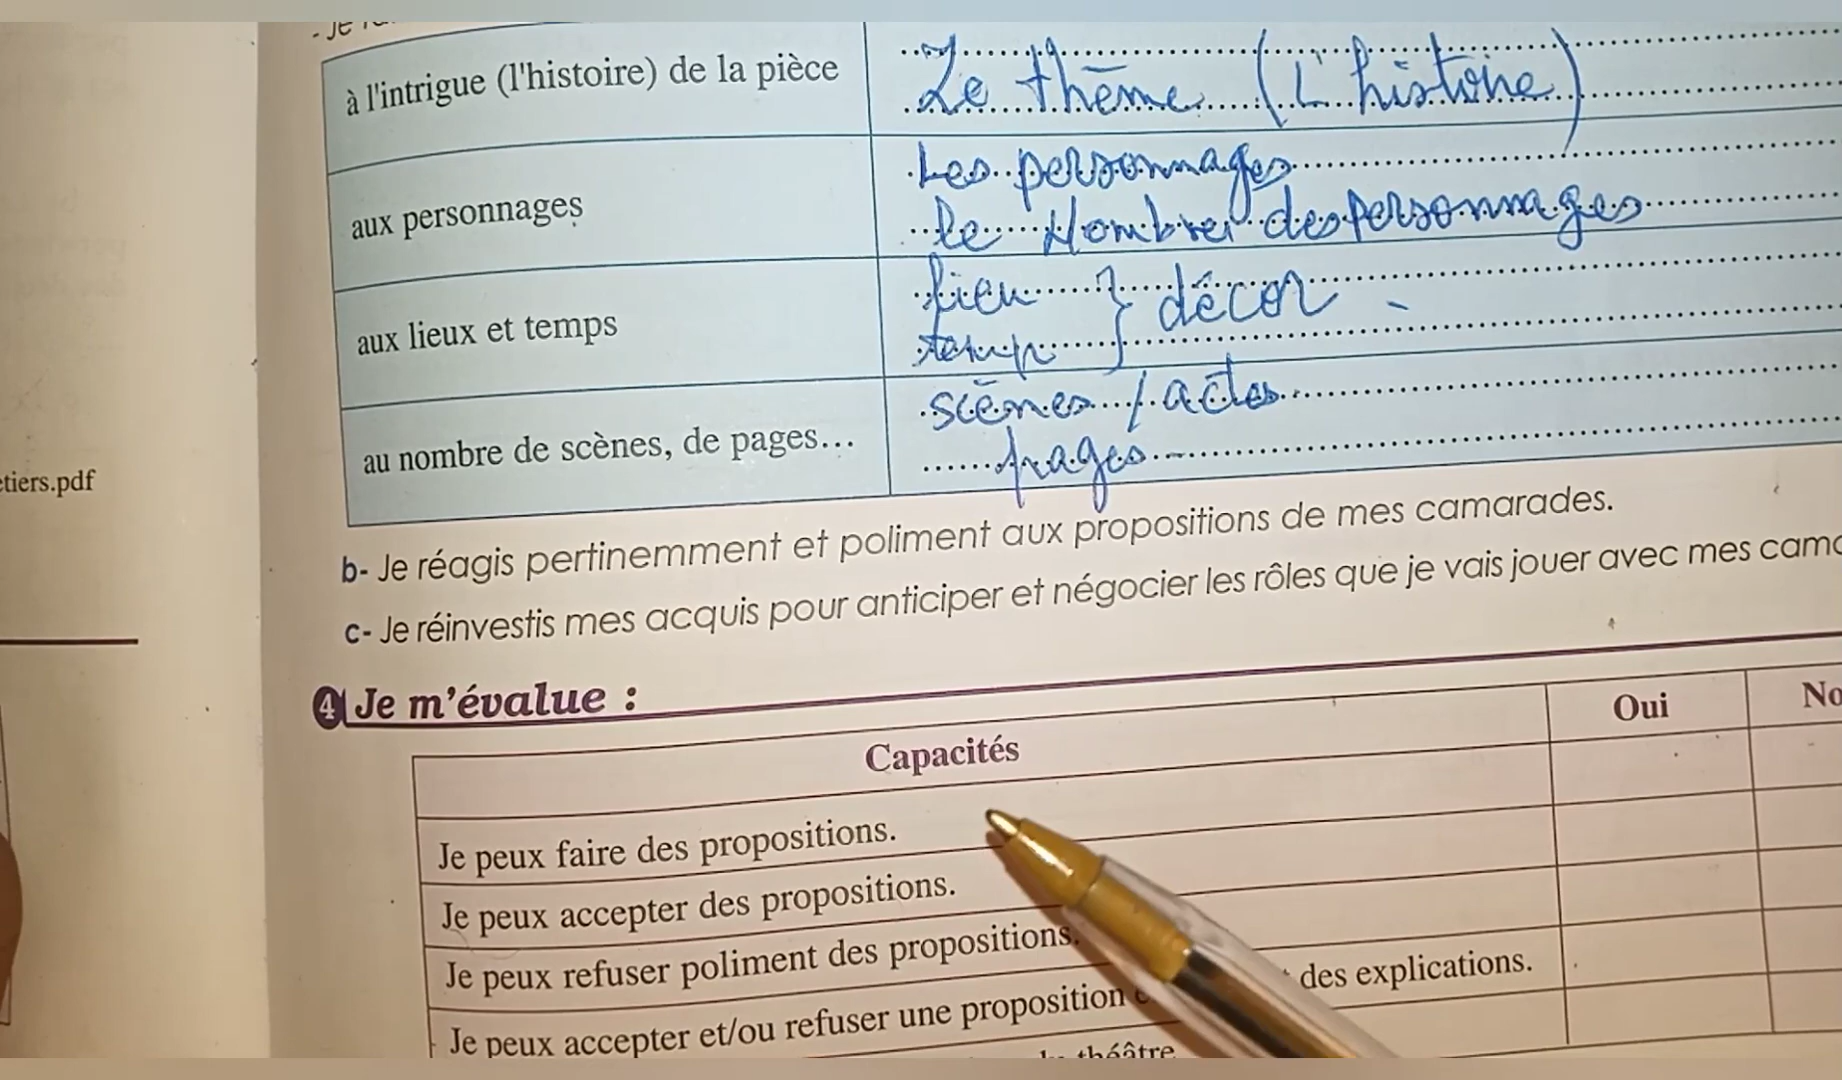 - Je
à l'intrigue (l'histoire) de la pièce
Le thème (L'histoire)
aux personnages
Les personnages
le Nombre des personnages
aux lieux et temps
lieu } décor -
temp
au nombre de scènes, de pages...
scènes / actes
pages
etiers.pdf
b- Je réagis pertinemment et poliment aux propositions de mes camarades.
c- Je réinvestis mes acquis pour anticiper et négocier les rôles que je vais jouer avec mes cama
4 Je m'évalue :
Capacités
Oui
No
Je peux faire des propositions.
Je peux accepter des propositions.
Je peux refuser poliment des propositions.
Je peux accepter et/ou refuser une proposition des explications.
théâtre